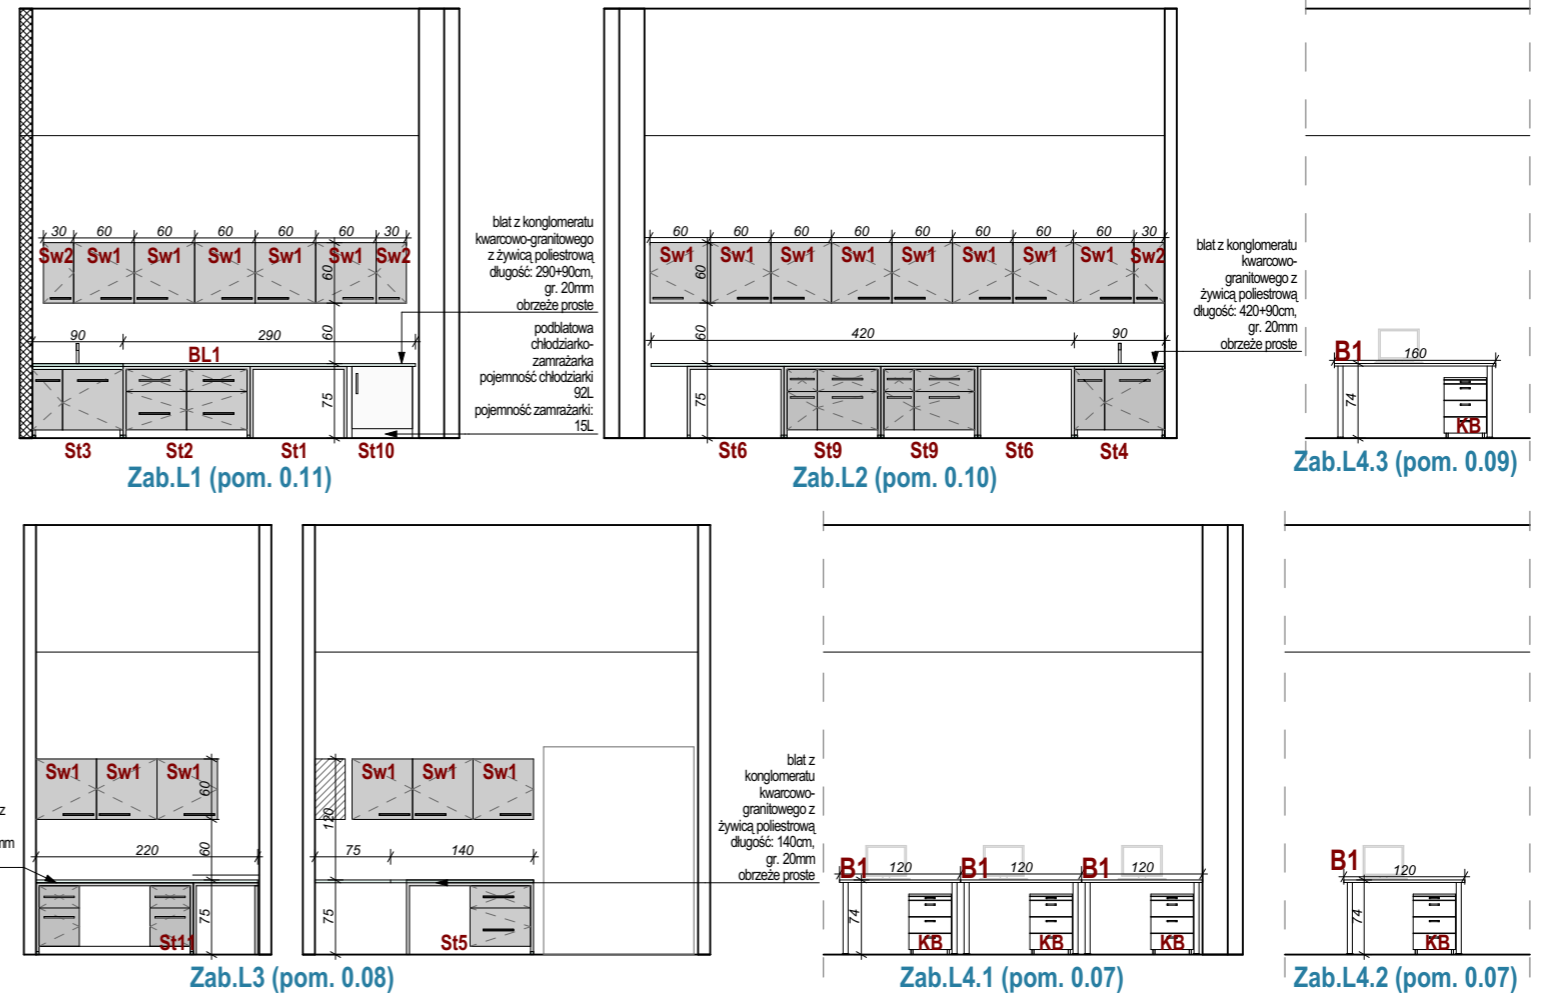 30 60 60 60 60 60 30
Sw2 Sw1 Sw1 Sw1 Sw1 Sw1 Sw2
60
60
90 290
BL1
75
St3 St2 St1 St10
Zab.L1 (pom. 0.11)
blat z konglomeratu
kwarcowo-granitowego
z żywicą poliestrową
długość: 290+90cm,
gr. 20mm
obrzeże proste
podblatowa
chłodziarko-
zamrażarka
pojemność chłodziarki
92L
pojemność zamrażarki:
15L
60 60 60 60 60 60 60 60 30
Sw1 Sw1 Sw1 Sw1 Sw1 Sw1 Sw1 Sw1 Sw2
60
60
420 90
75
St6 St9 St9 St6 St4
Zab.L2 (pom. 0.10)
blat z konglomeratu
kwarcowo-
granitowego z
żywicą poliestrową
długość: 420+90cm,
gr. 20mm
obrzeże proste
B1 160
74
KB
Zab.L4.3 (pom. 0.09)
Sw1 Sw1 Sw1
60
z
mm
60
220
75
St11
Sw1 Sw1 Sw1
120
75 140
75
St5
Zab.L3 (pom. 0.08)
blat z
konglomeratu
kwarcowo-
granitowego z
żywicą poliestrową
długość: 140cm,
gr. 20mm
obrzeże proste
B1 120 B1 120 B1 120
74
KB KB KB
Zab.L4.1 (pom. 0.07)
B1 120
74
KB
Zab.L4.2 (pom. 0.07)